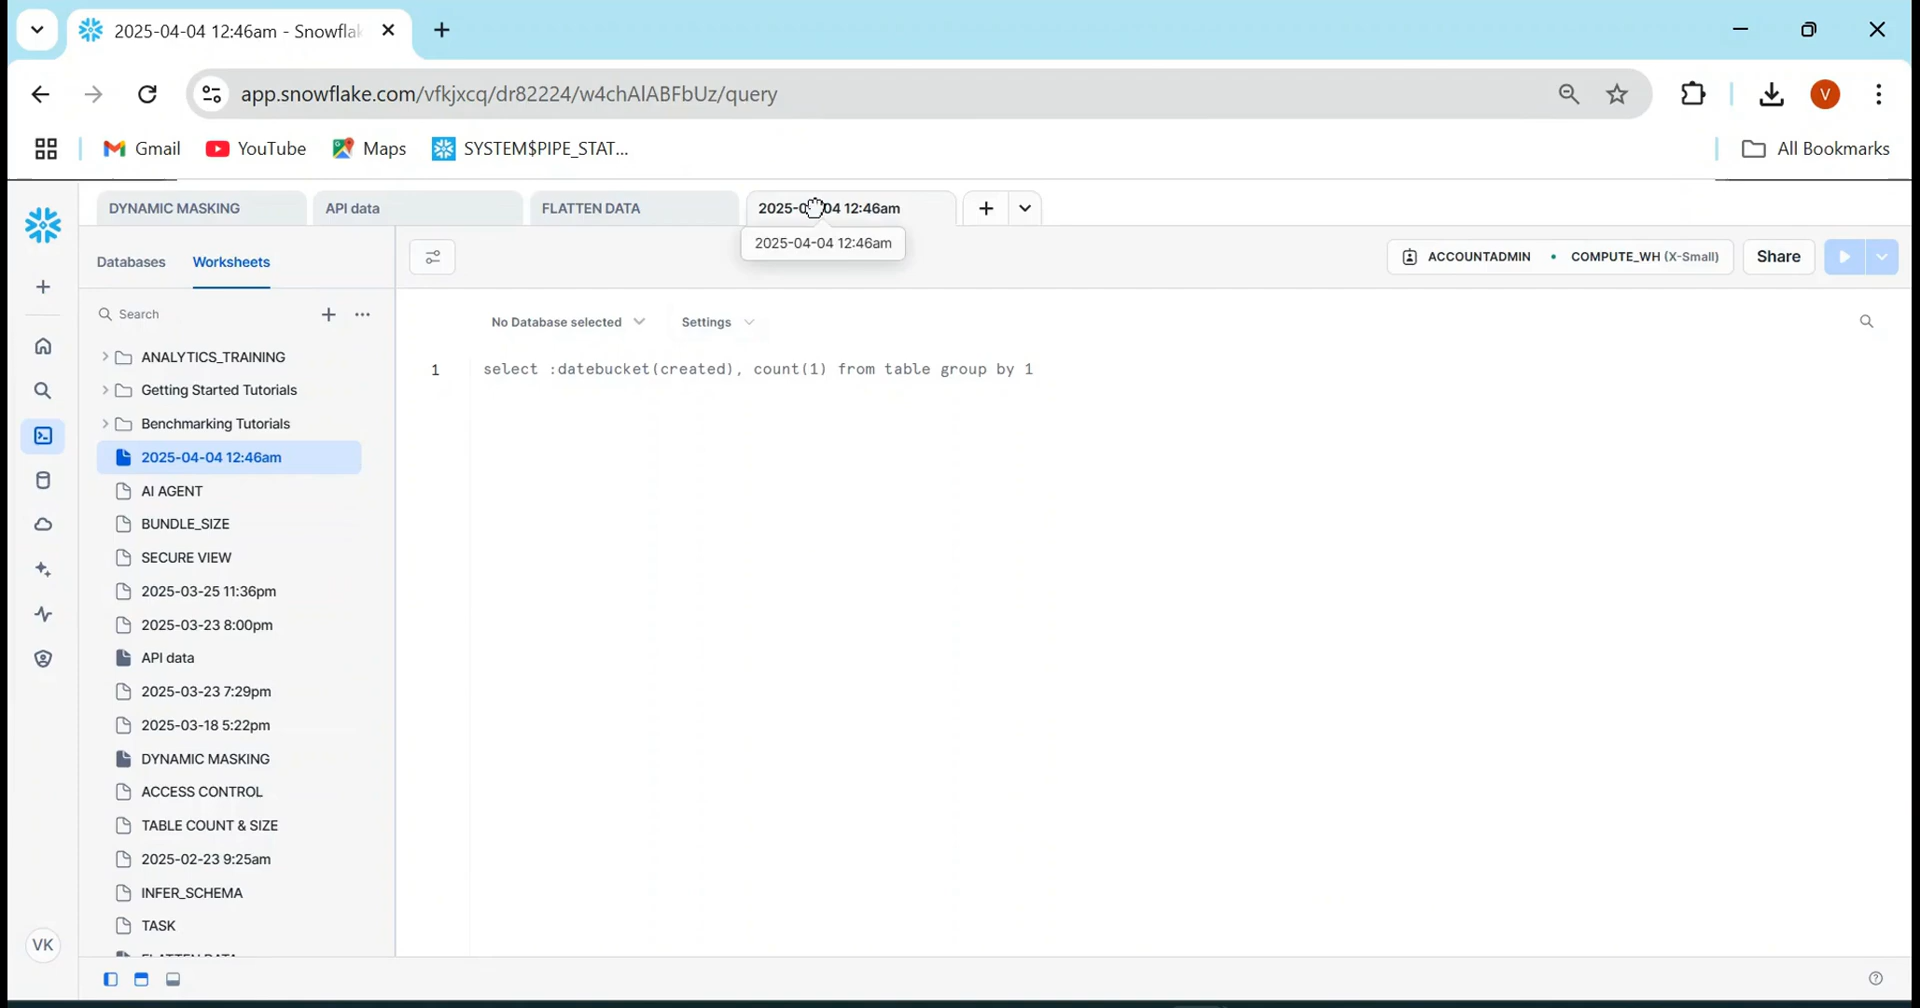 2025-04-04 12:46am - Snowfla
app.snowflake.com/vfkjxcq/dr82224/w4chAlABFbUz/query
V
Gmail
YouTube
Maps
SYSTEM$PIPE_STAT...
All Bookmarks
DYNAMIC MASKING
API data
FLATTEN DATA
2025-04-04 12:46am
2025-04-04 12:46am
Databases
Worksheets
ACCOUNTADMIN • COMPUTE_WH (X-Small)
Share
Search
No Database selected
Settings
1
select :datebucket(created), count(1) from table group by 1
ANALYTICS_TRAINING
Getting Started Tutorials
Benchmarking Tutorials
2025-04-04 12:46am
AI AGENT
BUNDLE_SIZE
SECURE VIEW
2025-03-25 11:36pm
2025-03-23 8:00pm
API data
2025-03-23 7:29pm
2025-03-18 5:22pm
DYNAMIC MASKING
ACCESS CONTROL
TABLE COUNT & SIZE
2025-02-23 9:25am
INFER_SCHEMA
TASK
FLATTEN DATA
VK